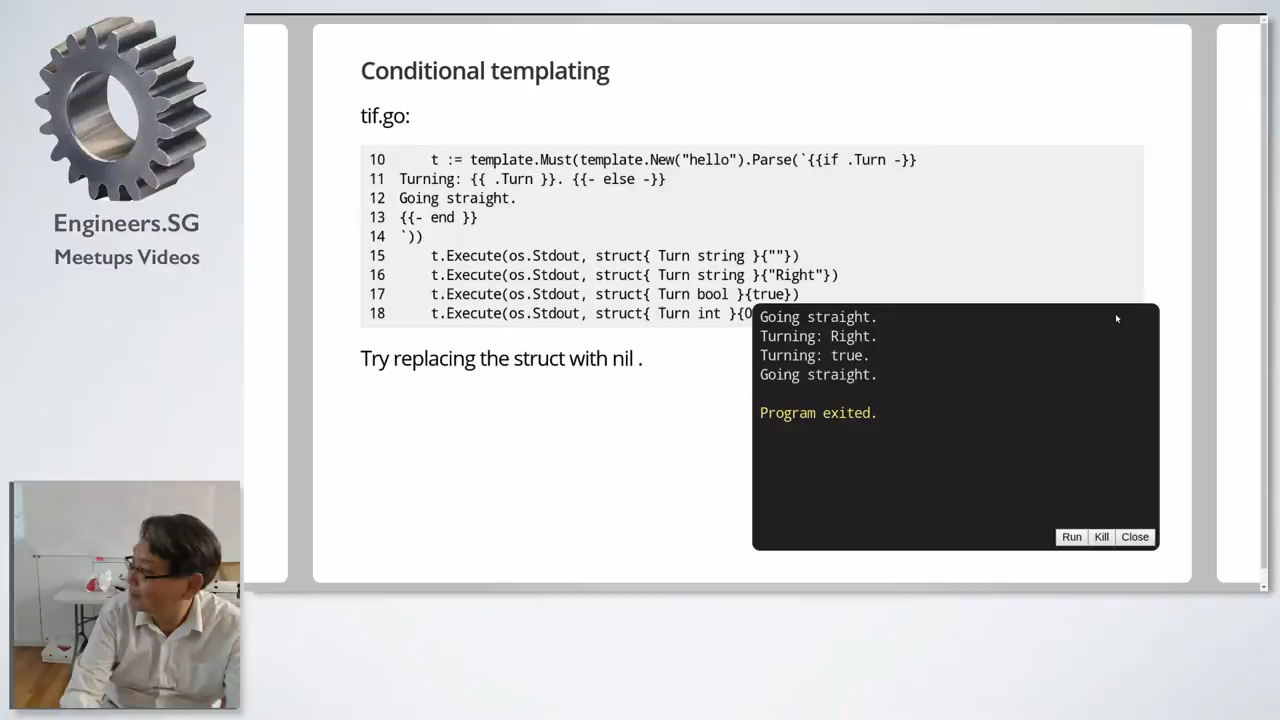 Engineers.SG
Meetups Videos
Conditional templating
tif.go:
10 t := template.Must(template.New("hello").Parse(`{{if .Turn -}}
11 Turning: {{ .Turn }}. {{- else -}}
12 Going straight.
13 {{- end }}
14 `))
15 t.Execute(os.Stdout, struct{ Turn string }{""})
16 t.Execute(os.Stdout, struct{ Turn string }{"Right"})
17 t.Execute(os.Stdout, struct{ Turn bool }{true})
18 t.Execute(os.Stdout, struct{ Turn int }{0
Try replacing the struct with nil .
Going straight.
Turning: Right.
Turning: true.
Going straight.
Program exited.
Run Kill Close